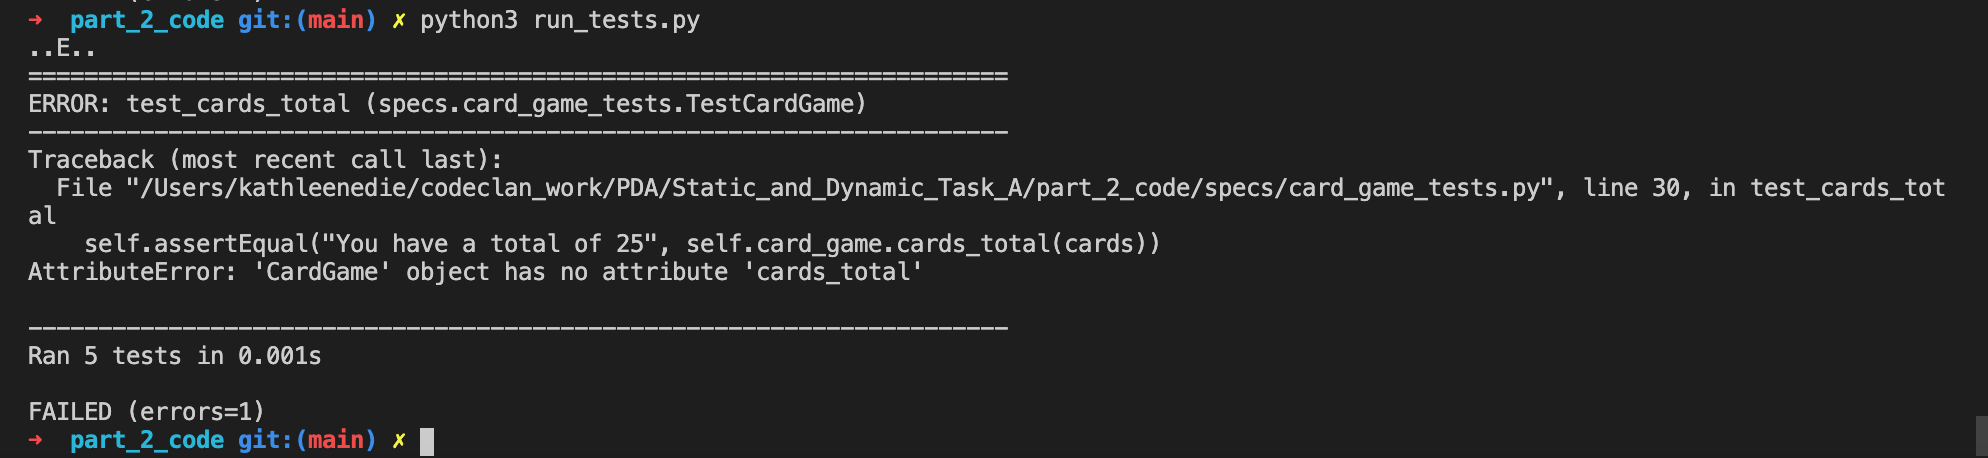 ➜  part_2_code git:(main) ✗ python3 run_tests.py
..E..
======================================================================
ERROR: test_cards_total (specs.card_game_tests.TestCardGame)
----------------------------------------------------------------------
Traceback (most recent call last):
  File "/Users/kathleenedie/codeclan_work/PDA/Static_and_Dynamic_Task_A/part_2_code/specs/card_game_tests.py", line 30, in test_cards_tot
al
    self.assertEqual("You have a total of 25", self.card_game.cards_total(cards))
AttributeError: 'CardGame' object has no attribute 'cards_total'

----------------------------------------------------------------------
Ran 5 tests in 0.001s

FAILED (errors=1)
➜  part_2_code git:(main) ✗